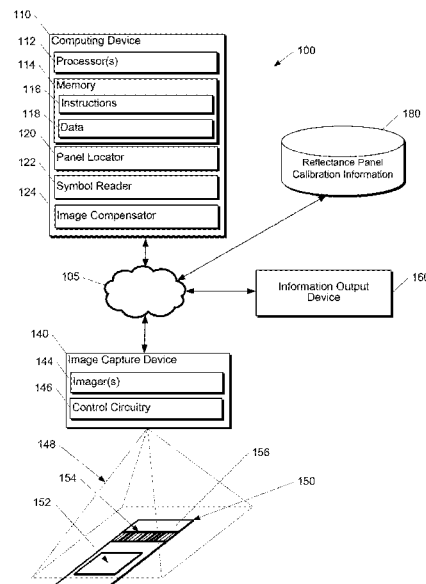 110
Computing Device
100
112
Processor(s)
114
Memory
116
Instructions
118
Data
180
Reflectance Panel
Calibration Information
120
Panel Locator
122
Symbol Reader
124
Image Compensator
105
Information Output
Device
160
140
Image Capture Device
144
Imager(s)
146
Control Circuitry
148
156
154
150
152